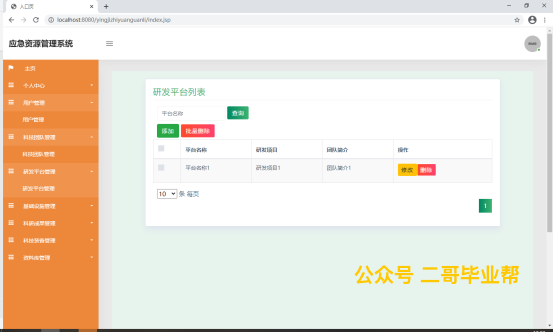 入口页
localhost:8080/yingjizhiyuanguanli/index.jsp
应急资源管理系统
主页
个人中心
用户管理
用户管理
科技团队管理
科技团队管理
研发平台管理
研发平台管理
基础设施管理
科研成果管理
科技装备管理
资料库管理
研发平台列表
平台名称 查询
添加 批量删除
平台名称 研发项目 团队简介 操作
平台名称1 研发项目1 团队简介1 修改 删除
10 条 每页
1
公众号 二哥毕业帮